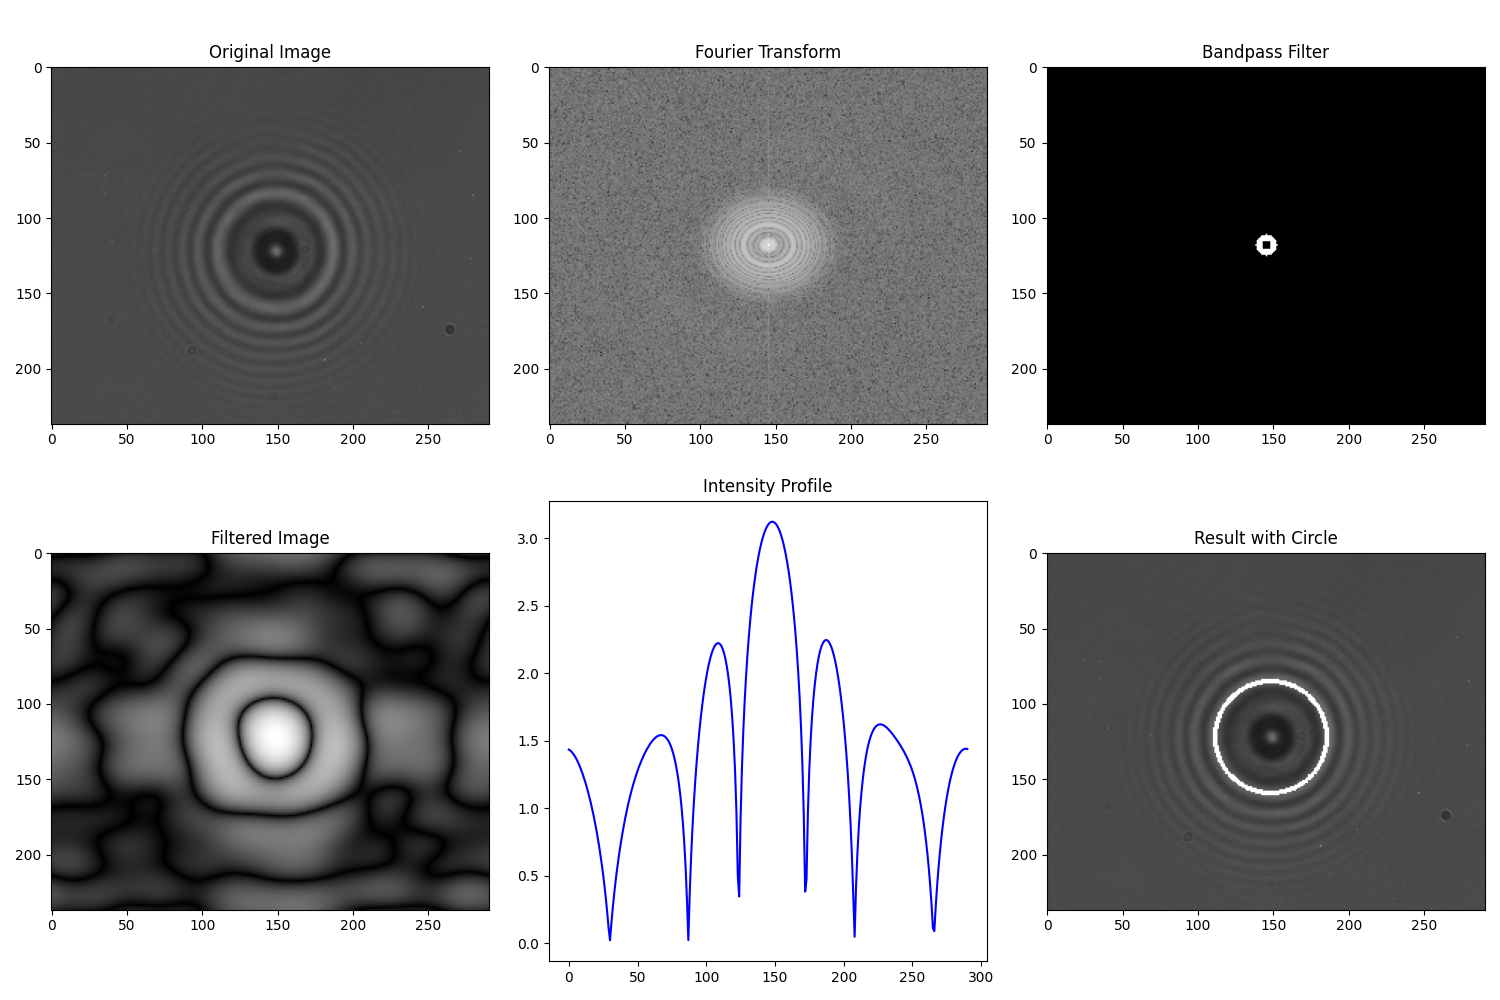 Original Image
0
50
100
150
200
0 50 100 150 200 250
Fourier Transform
0
50
100
150
200
0 50 100 150 200 250
Bandpass Filter
0
50
100
150
200
0 50 100 150 200 250
Filtered Image
0
50
100
150
200
0 50 100 150 200 250
Intensity Profile
3.0
2.5
2.0
1.5
1.0
0.5
0.0
0 50 100 150 200 250 300
Result with Circle
0
50
100
150
200
0 50 100 150 200 250